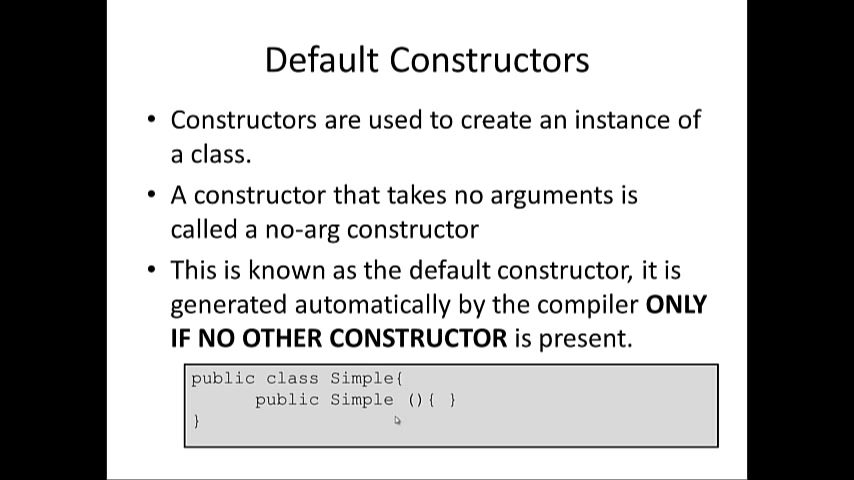 Default Constructors
• Constructors are used to create an instance of
a class.
• A constructor that takes no arguments is
called a no-arg constructor
• This is known as the default constructor, it is
generated automatically by the compiler ONLY
IF NO OTHER CONSTRUCTOR is present.
public class Simple{
public Simple (){ }
}